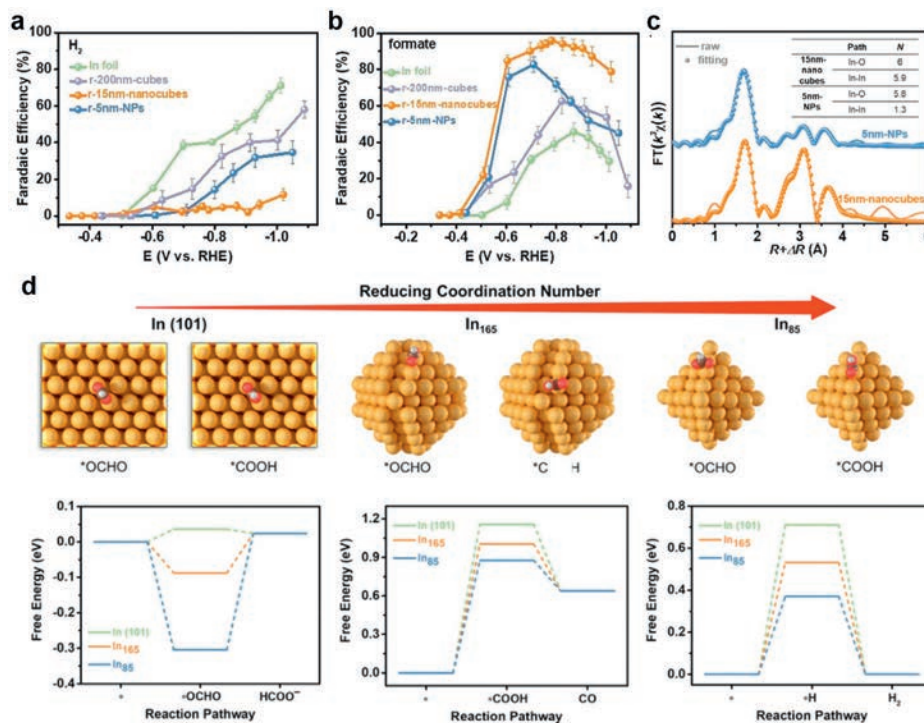 a
H₂
In foil
r-200nm-cubes
r-15nm-nanocubes
r-5nm-NPs
Faradaic Efficiency (%)
100
80
60
40
20
0
-0.4 -0.6 -0.8 -1.0
E (V vs. RHE)
b
formate
In foil
r-200nm-cubes
r-15nm-nanocubes
r-5nm-NPs
Faradaic Efficiency (%)
100
80
60
40
20
0
-0.2 -0.4 -0.6 -0.8 -1.0
E (V vs. RHE)
c
raw
fitting
Path N
15nm-nano cubes In-O 6
In-In 5.9
5nm-NPs In-O 5.8
In-In 1.3
FT(k³χ(k))
5nm-NPs
15nm-nanocubes
0 1 2 3 4 5 6
R+ΔR (A)
d
Reducing Coordination Number
In (101) In₁₆₅ In₈₅
*OCHO *COOH *OCHO *C H *OCHO *COOH
Free Energy (eV)
0.1
0.0
-0.1
-0.2
-0.3
-0.4
In (101)
In₁₆₅
In₈₅
* *OCHO HCOO⁻
Reaction Pathway
Free Energy (eV)
1.2
0.9
0.6
0.3
0.0
In (101)
In₁₆₅
In₈₅
* *COOH CO
Reaction Pathway
Free Energy (eV)
0.8
0.6
0.4
0.2
0.0
In (101)
In₁₆₅
In₈₅
* *H H₂
Reaction Pathway